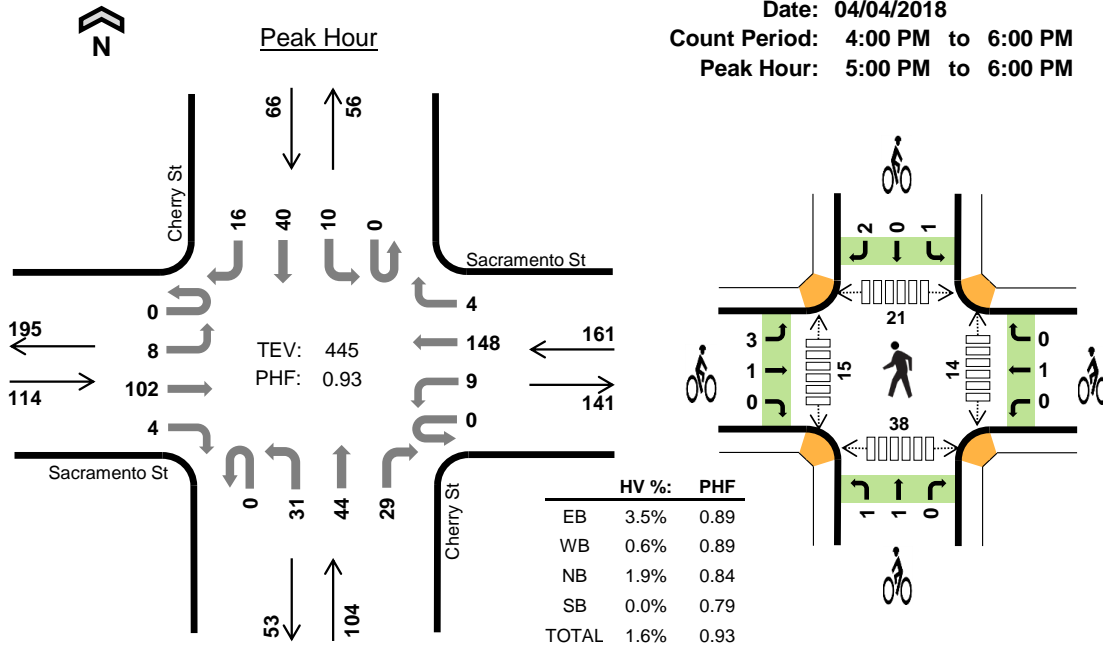 Date: 04/04/2018
Count Period: 4:00 PM to 6:00 PM
Peak Hour: 5:00 PM to 6:00 PM
N
Peak Hour
66
56
Cherry St
16
40
10
0
Sacramento St
0
8
102
4
195
114
TEV: 445
PHF: 0.93
4
148
9
0
161
141
Sacramento St
0
31
44
29
Cherry St
53
104
HV %: PHF
EB 3.5% 0.89
WB 0.6% 0.89
NB 1.9% 0.84
SB 0.0% 0.79
TOTAL 1.6% 0.93
2
0
1
21
3
1
0
15
14
0
1
0
38
1
1
0